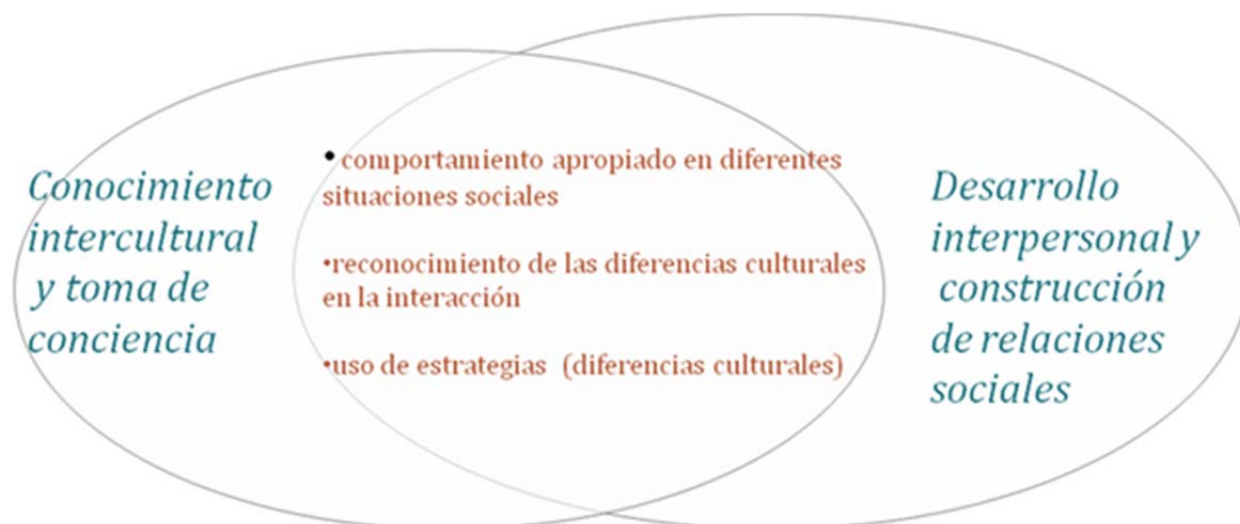 Conocimiento
intercultural
y toma de
conciencia
• comportamiento apropiado en diferentes
situaciones sociales
•reconocimiento de las diferencias culturales
en la interacción
•uso de estrategias (diferencias culturales)
Desarrollo
interpersonal y
construcción
de relaciones
sociales